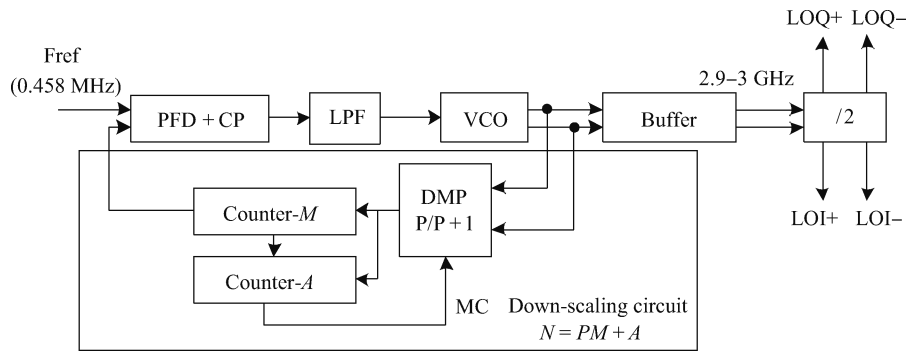 LOQ+ LOQ−
Fref
(0.458 MHz)
2.9–3 GHz
PFD + CP
LPF
VCO
Buffer
/2
DMP
P/P + 1
Counter-M
Counter-A
LOI+ LOI−
MC
Down-scaling circuit
N = PM + A